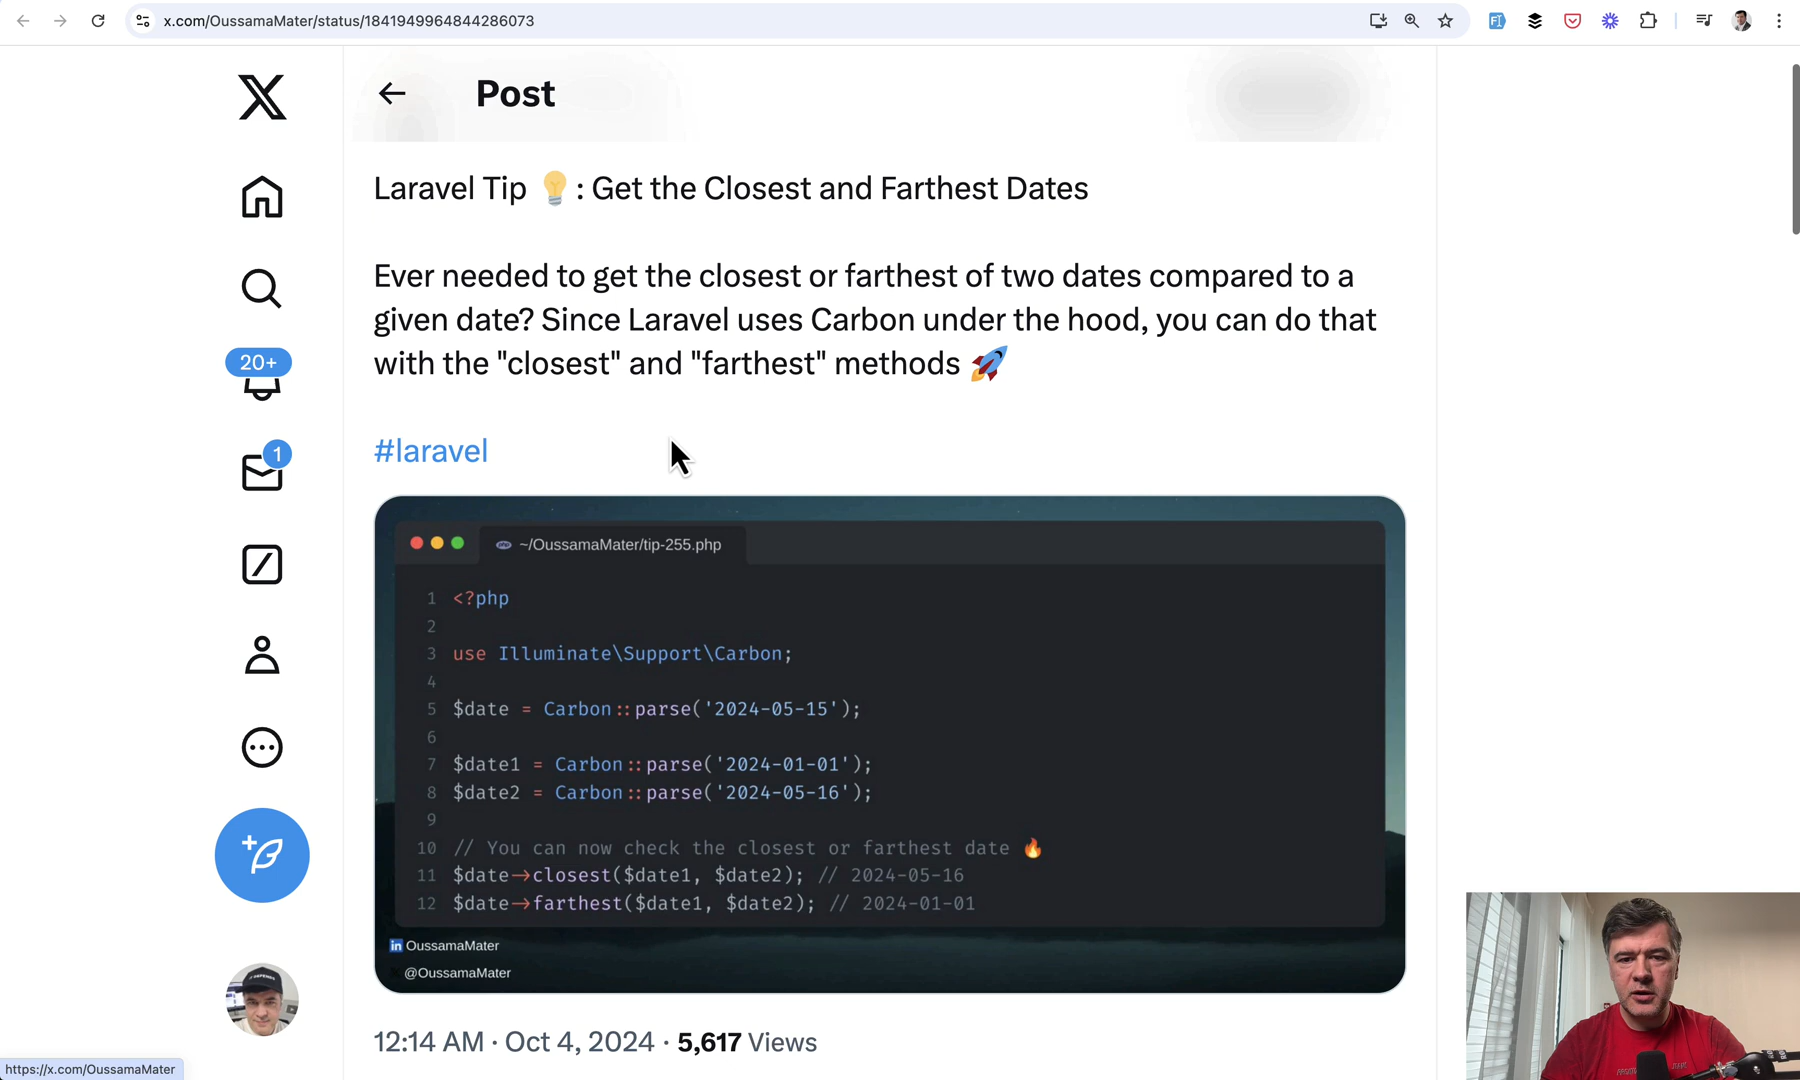 x.com/OussamaMater/status/1841949964844286073
Post
Laravel Tip 💡: Get the Closest and Farthest Dates
Ever needed to get the closest or farthest of two dates compared to a
given date? Since Laravel uses Carbon under the hood, you can do that
with the "closest" and "farthest" methods 🚀
20+
1
#laravel
~/OussamaMater/tip-255.php
1 <?php
2
3 use Illuminate\Support\Carbon;
4
5 $date = Carbon::parse('2024-05-15');
6
7 $date1 = Carbon::parse('2024-01-01');
8 $date2 = Carbon::parse('2024-05-16');
9
10 // You can now check the closest or farthest date 🔥
11 $date->closest($date1, $date2); // 2024-05-16
12 $date->farthest($date1, $date2); // 2024-01-01
in OussamaMater
@OussamaMater
12:14 AM · Oct 4, 2024 · 5,617 Views
https://x.com/OussamaMater